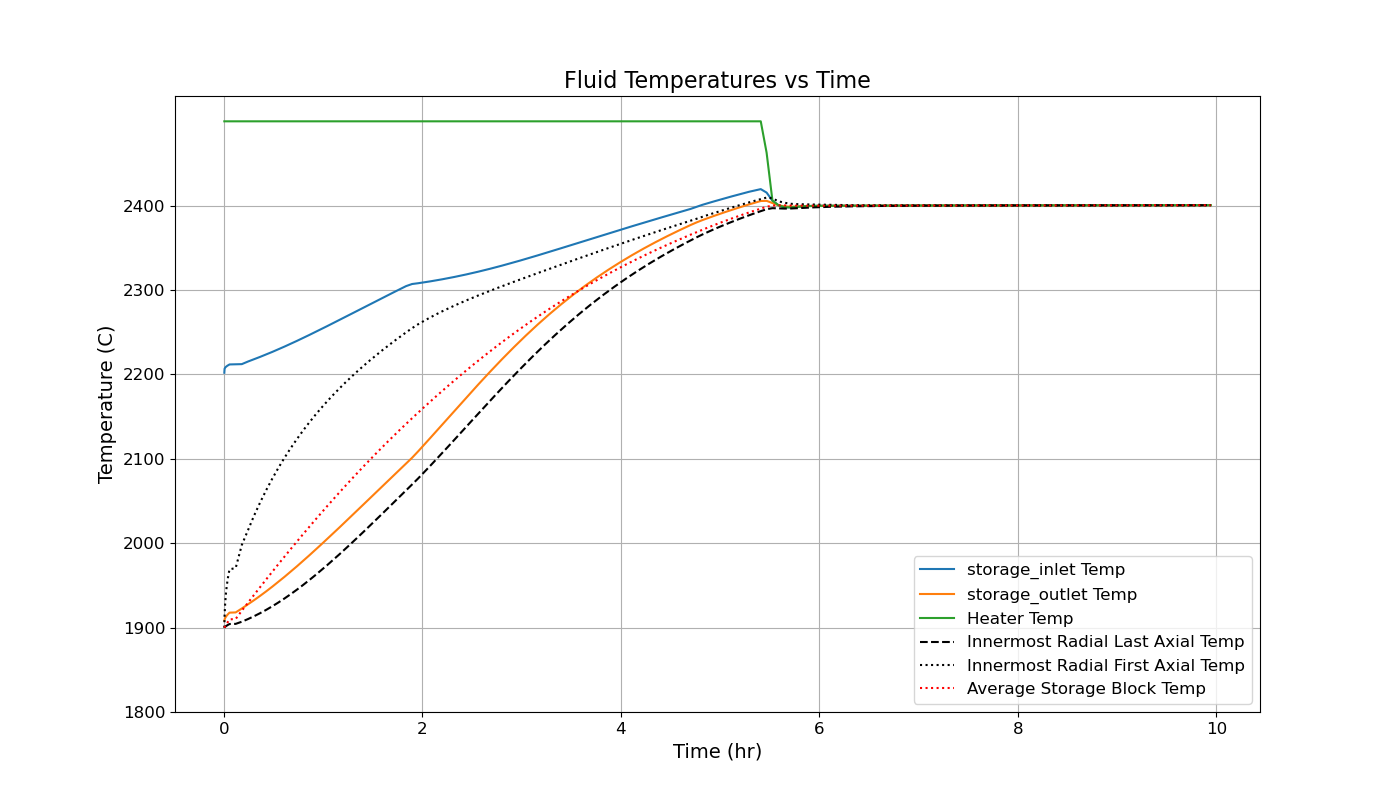 Fluid Temperatures vs Time
Temperature (C)
2400
2300
2200
2100
2000
1900
1800
storage_inlet Temp
storage_outlet Temp
Heater Temp
Innermost Radial Last Axial Temp
Innermost Radial First Axial Temp
Average Storage Block Temp
0 2 4 6 8 10
Time (hr)